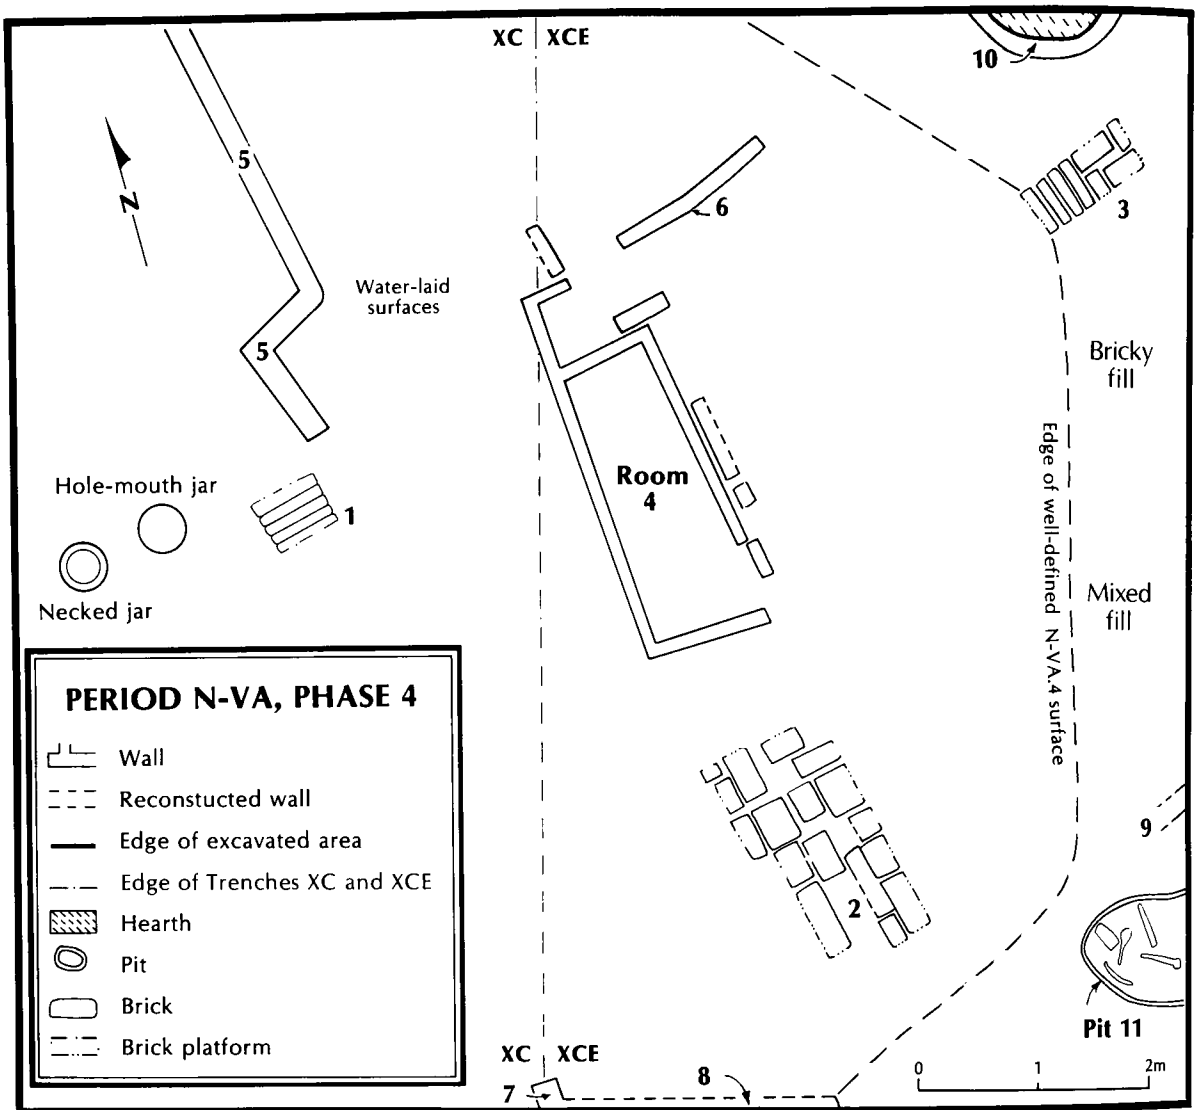 XC XCE
10
5
N
6
3
Water-laid
surfaces
5
Bricky
fill
Edge of well-defined N-VA.4 surface
Room
4
Hole-mouth jar
1
Necked jar
Mixed
fill
PERIOD N-VA, PHASE 4
Wall
Reconstucted wall
Edge of excavated area
Edge of Trenches XC and XCE
Hearth
Pit
Brick
Brick platform
9
2
Pit 11
XC XCE
7
8
0 1 2m